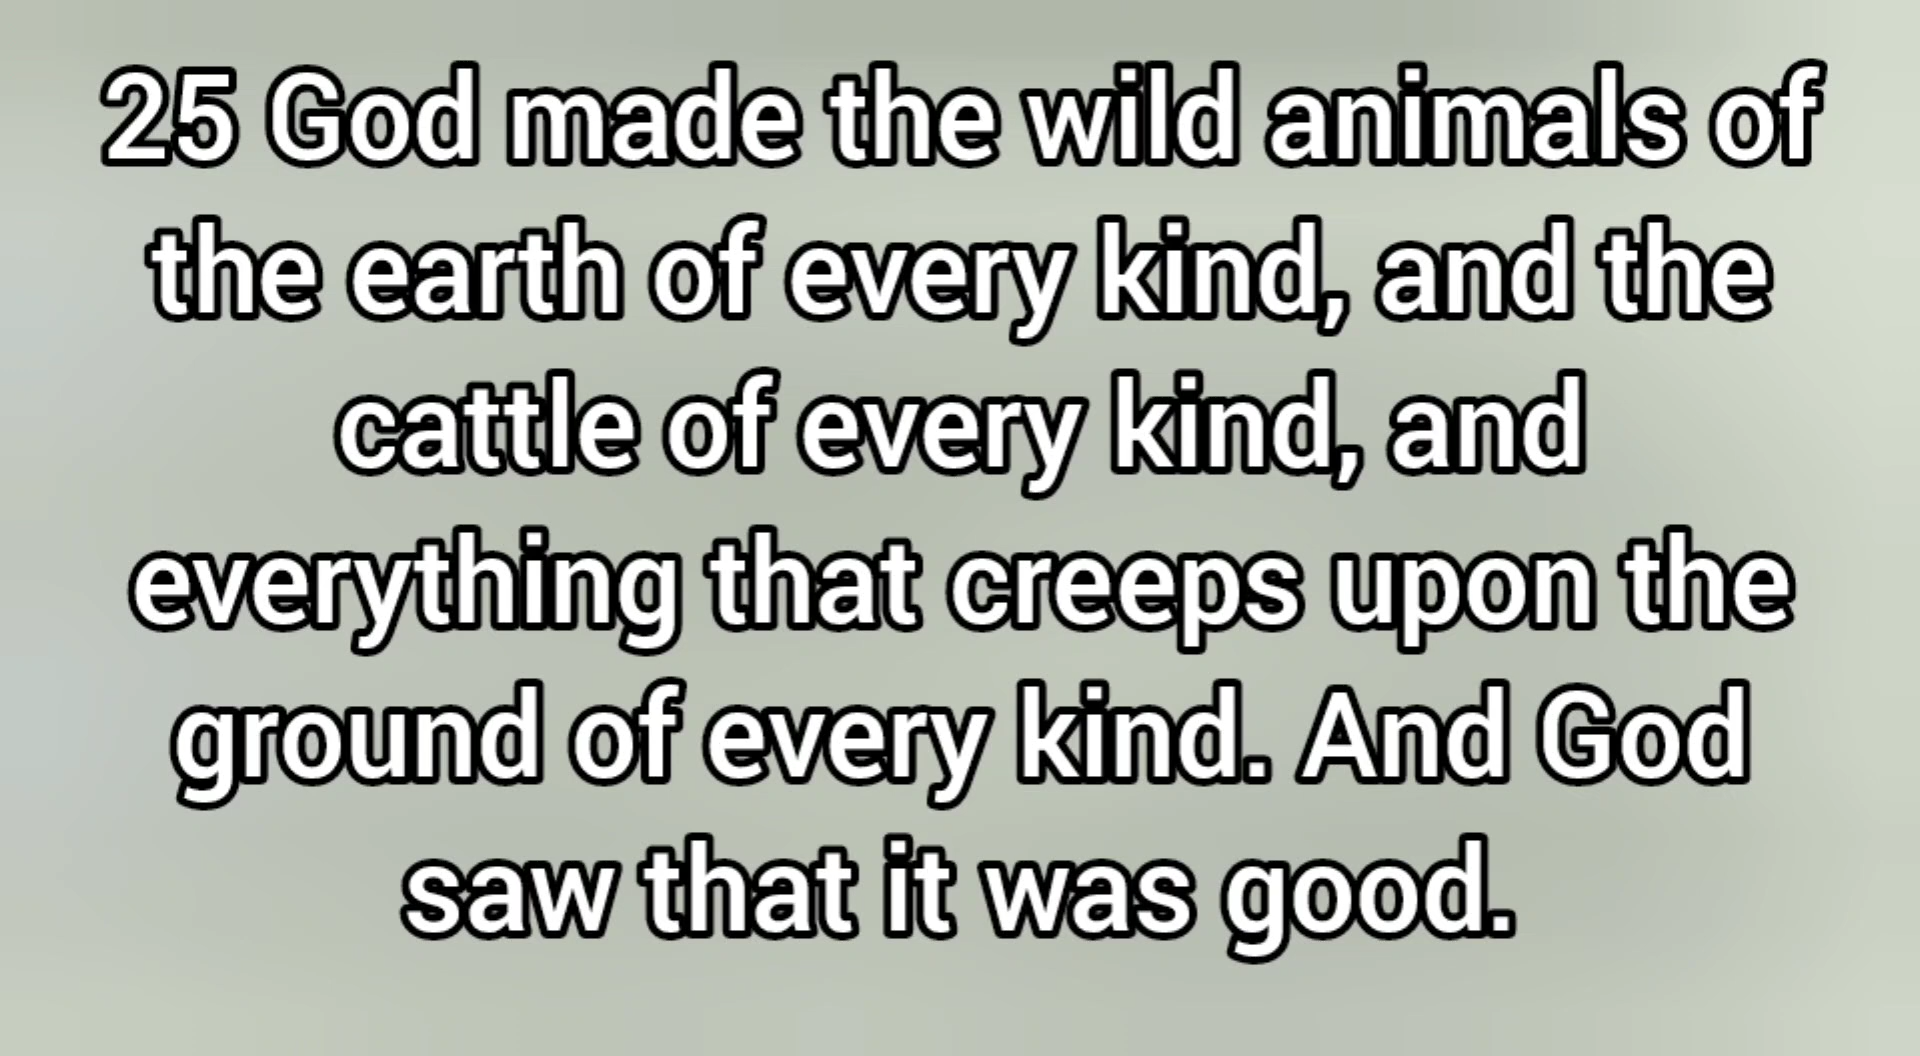 25 God made the wild animals of
the earth of every kind, and the
cattle of every kind, and
everything that creeps upon the
ground of every kind. And God
saw that it was good.